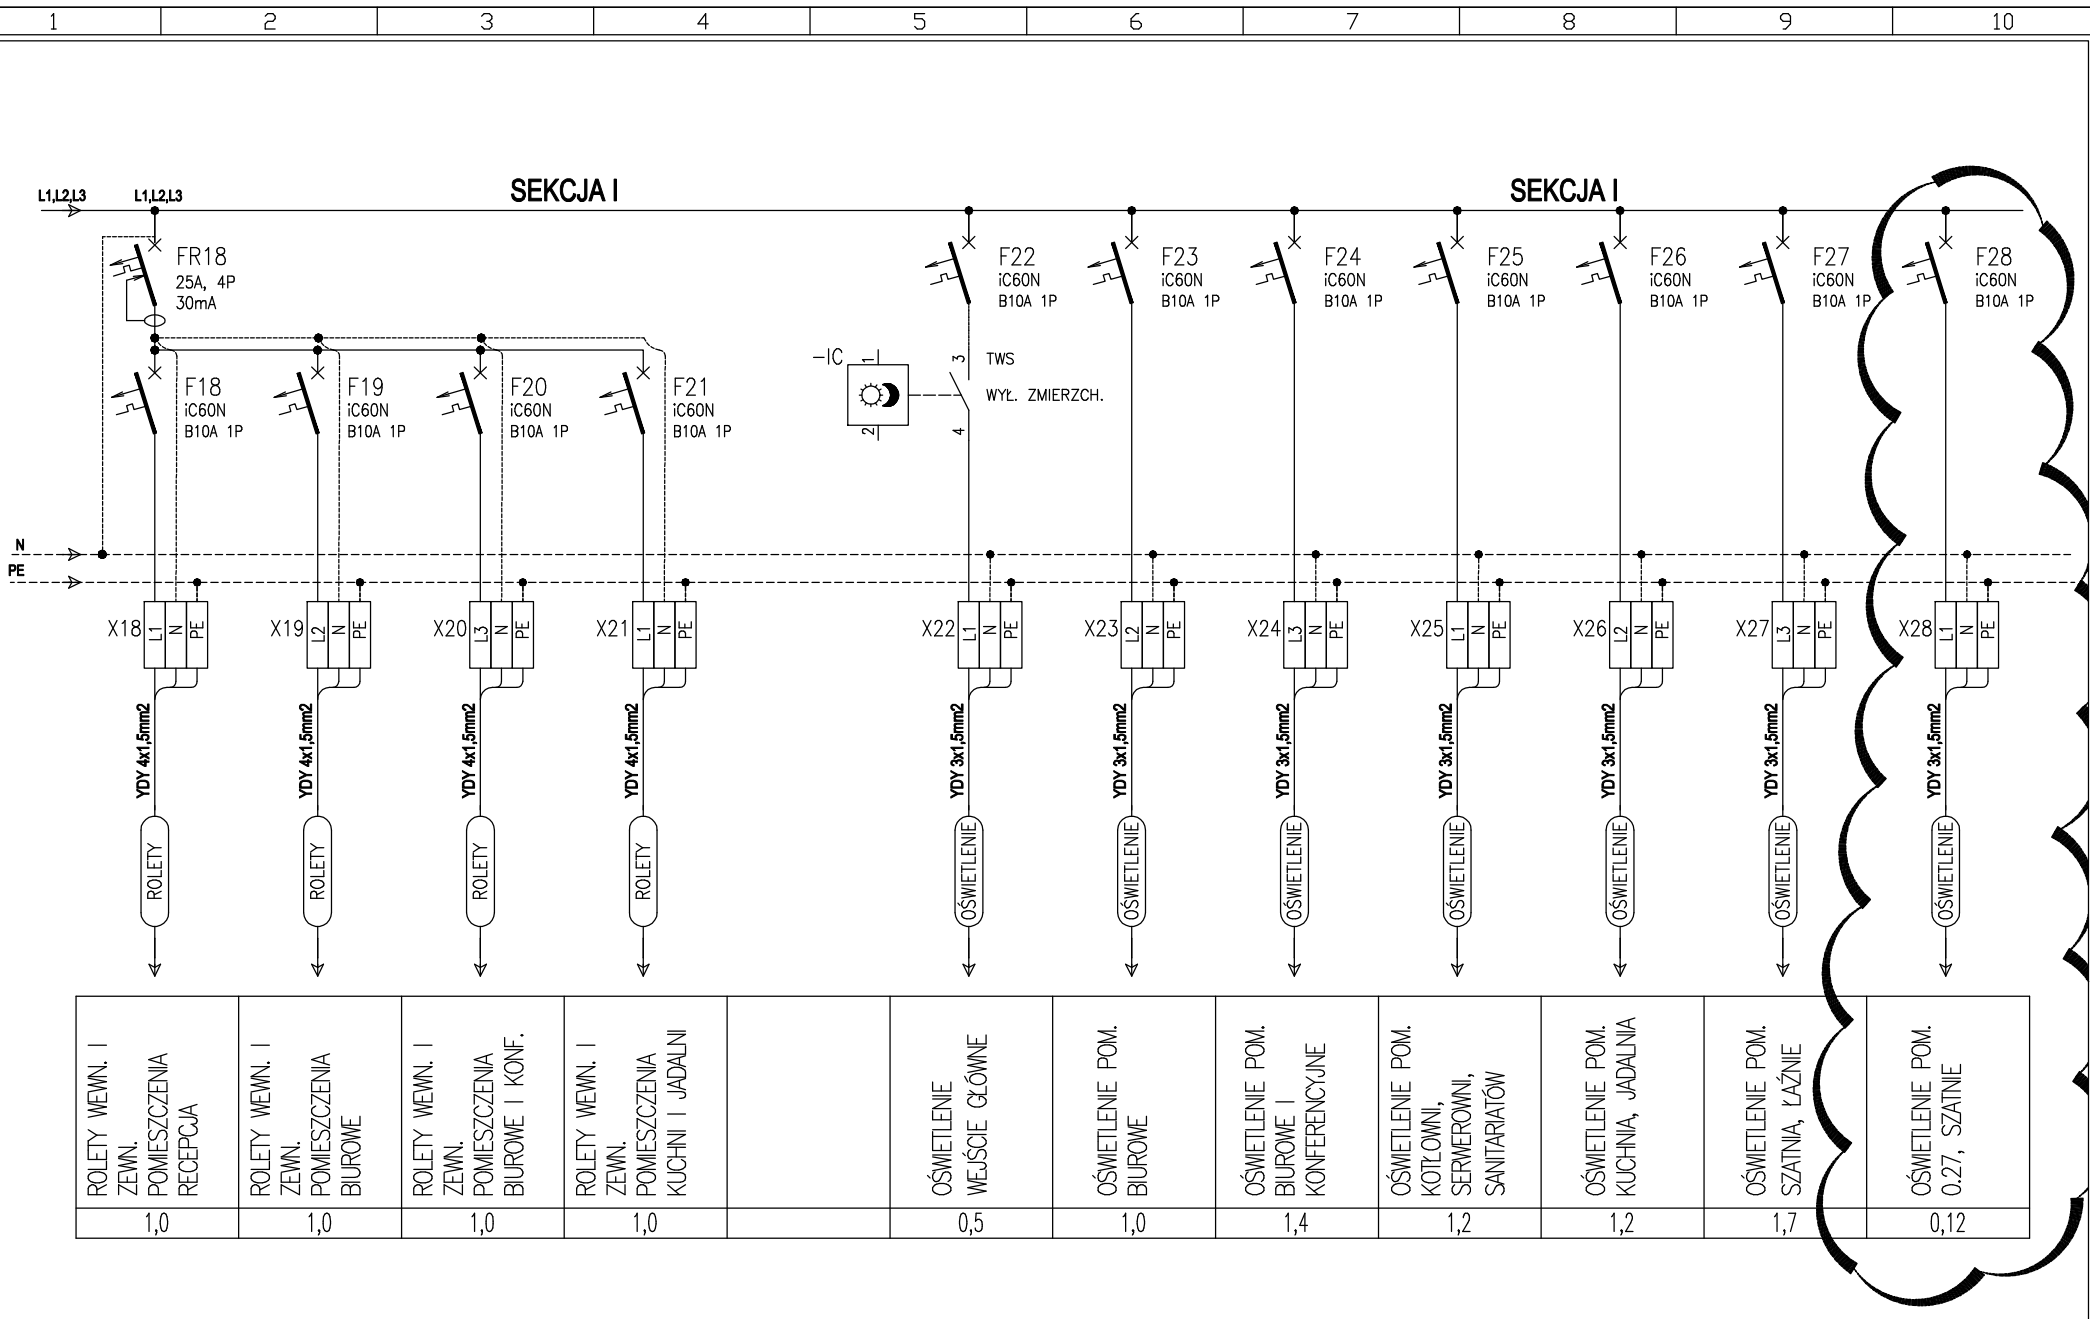 1 2 3 4 5 6 7 8 9 10
SEKCJA I SEKCJA I
L1,L2,L3 L1,L2,L3
FR18
25A, 4P
30mA
F22
iC60N
B10A 1P
F23
iC60N
B10A 1P
F24
iC60N
B10A 1P
F25
iC60N
B10A 1P
F26
iC60N
B10A 1P
F27
iC60N
B10A 1P
F28
iC60N
B10A 1P
F18
iC60N
B10A 1P
F19
iC60N
B10A 1P
F20
iC60N
B10A 1P
F21
iC60N
B10A 1P
-IC
1
2
3 TWS
WYŁ. ZMIERZCH.
4
N
PE
X18 L1 N PE
X19 L2 N PE
X20 L3 N PE
X21 L1 N PE
X22 L1 N PE
X23 L2 N PE
X24 L3 N PE
X25 L1 N PE
X26 L2 N PE
X27 L3 N PE
X28 L1 N PE
YDY 4x1,5mm2
YDY 4x1,5mm2
YDY 4x1,5mm2
YDY 4x1,5mm2
YDY 3x1,5mm2
YDY 3x1,5mm2
YDY 3x1,5mm2
YDY 3x1,5mm2
YDY 3x1,5mm2
YDY 3x1,5mm2
YDY 3x1,5mm2
ROLETY
ROLETY
ROLETY
ROLETY
OŚWIETLENIE
OŚWIETLENIE
OŚWIETLENIE
OŚWIETLENIE
OŚWIETLENIE
OŚWIETLENIE
OŚWIETLENIE
ROLETY WEWN. I
ZEWN.
POMIESZCZENIA
RECEPCJA
ROLETY WEWN. I
ZEWN.
POMIESZCZENIA
BIUROWE
ROLETY WEWN. I
ZEWN.
POMIESZCZENIA
BIUROWE I KONF.
ROLETY WEWN. I
ZEWN.
POMIESZCZENIA
KUCHNI I JADALNI
OŚWIETLENIE
WEJŚCIE GŁÓWNE
OŚWIETLENIE POM.
BIUROWE
OŚWIETLENIE POM.
BIUROWE I
KONFERENCYJNE
OŚWIETLENIE POM.
KOTŁOWNI,
SERWEROWNI,
SANITARIATÓW
OŚWIETLENIE POM.
KUCHNIA, JADALNIA
OŚWIETLENIE POM.
SZATNIA, ŁAŹNIE
OŚWIETLENIE POM.
0.27, SZATNIE
1,0 1,0 1,0 1,0 0,5 1,0 1,4 1,2 1,2 1,7 0,12